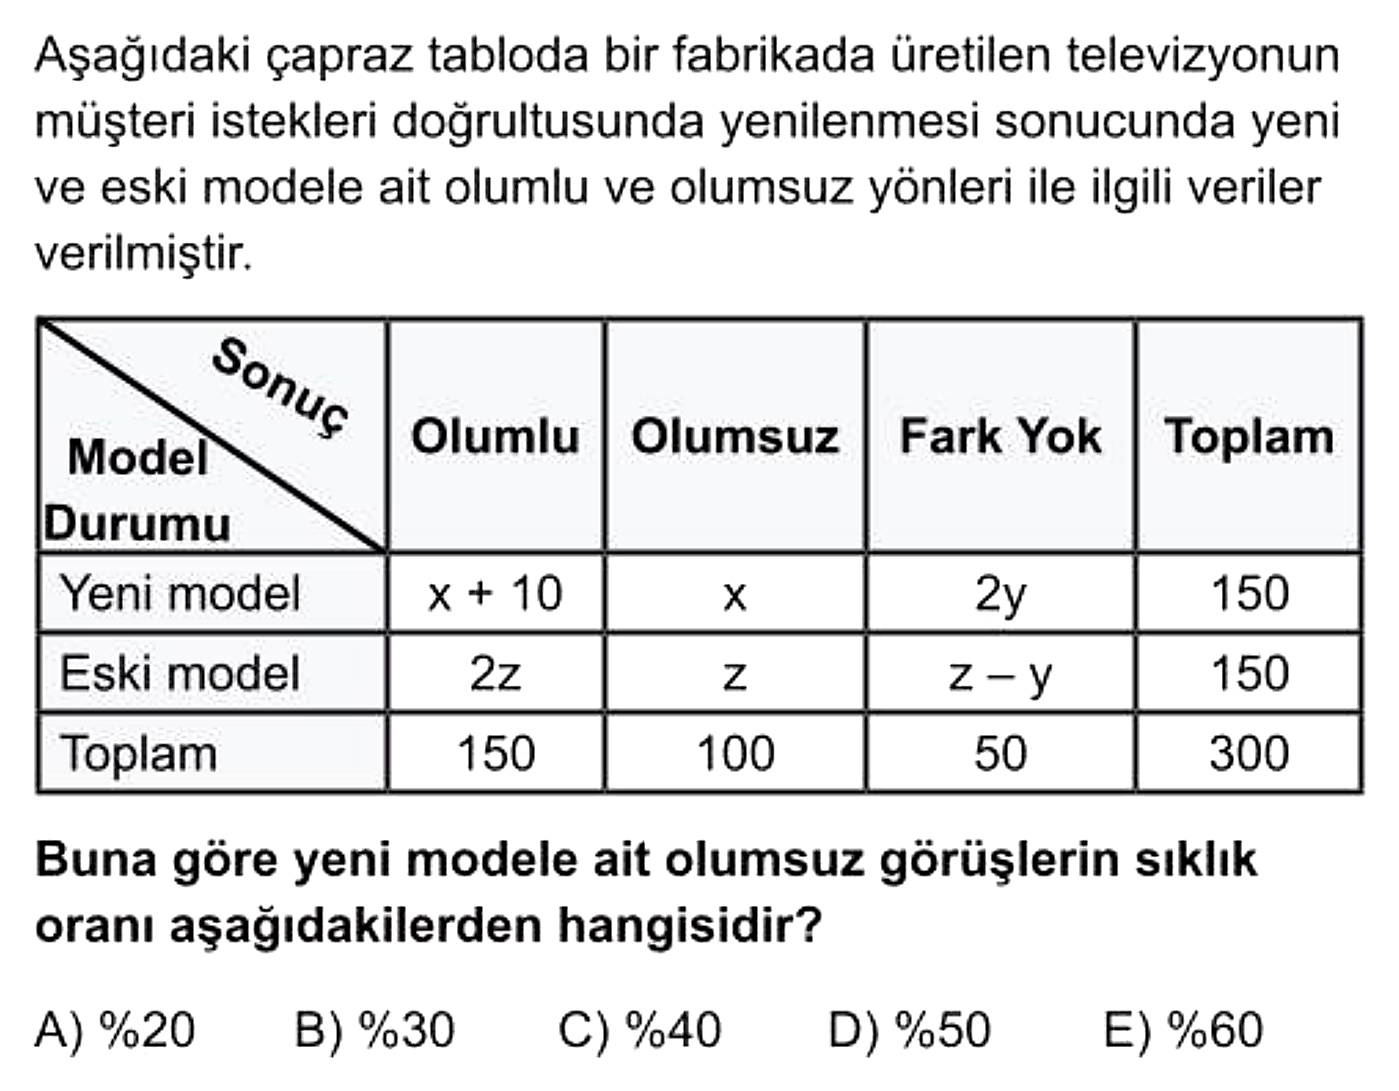 Aşağıdaki çapraz tabloda bir fabrikada üretilen televizyonun
müşteri istekleri doğrultusunda yenilenmesi sonucunda yeni
ve eski modele ait olumlu ve olumsuz yönleri ile ilgili veriler
verilmiştir.
Sonuç
Model
Durumu
Olumlu Olumsuz Fark Yok Toplam
Yeni model x + 10 x 2y 150
Eski model 2z z z – y 150
Toplam 150 100 50 300
Buna göre yeni modele ait olumsuz görüşlerin sıklık
oranı aşağıdakilerden hangisidir?
A) %20 B) %30 C) %40 D) %50 E) %60